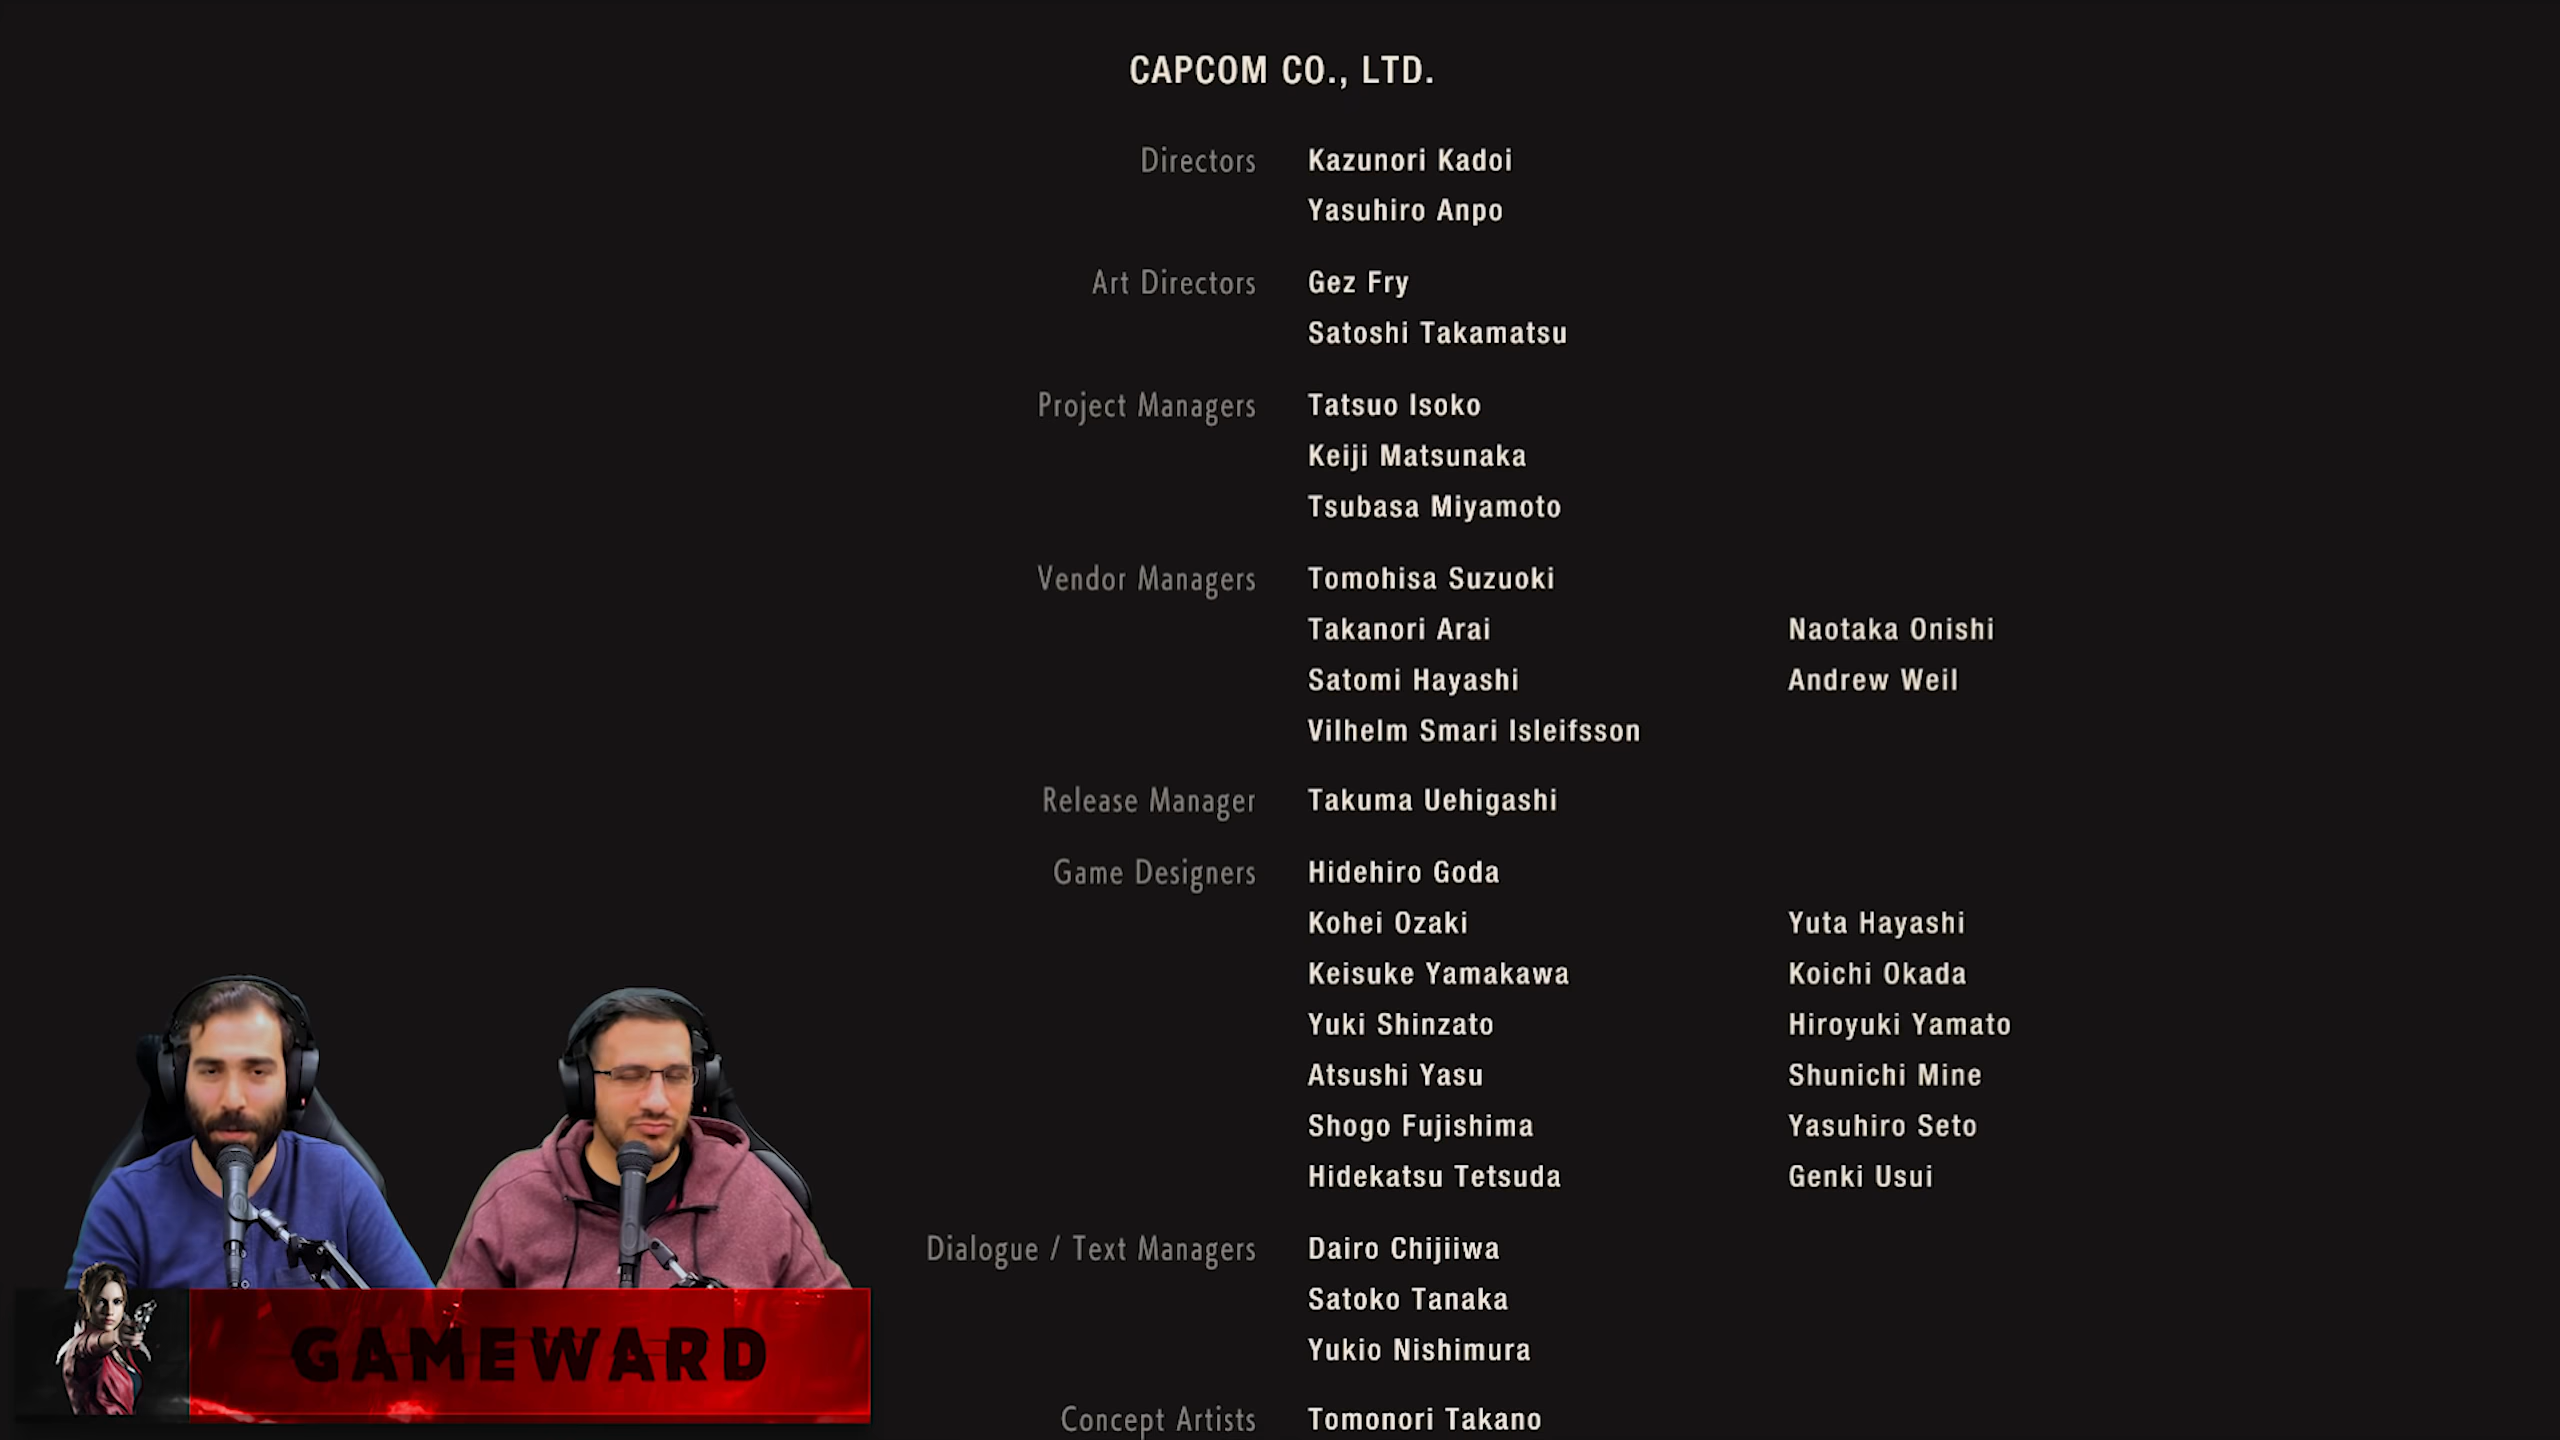 CAPCOM CO., LTD.
Directors Kazunori Kadoi
Yasuhiro Anpo
Art Directors Gez Fry
Satoshi Takamatsu
Project Managers Tatsuo Isoko
Keiji Matsunaka
Tsubasa Miyamoto
Vendor Managers Tomohisa Suzuoki
Takanori Arai Naotaka Onishi
Satomi Hayashi Andrew Weil
Vilhelm Smari Isleifsson
Release Manager Takuma Uehigashi
Game Designers Hidehiro Goda
Kohei Ozaki Yuta Hayashi
Keisuke Yamakawa Koichi Okada
Yuki Shinzato Hiroyuki Yamato
Atsushi Yasu Shunichi Mine
Shogo Fujishima Yasuhiro Seto
Hidekatsu Tetsuda Genki Usui
Dialogue / Text Managers Dairo Chijiiwa
Satoko Tanaka
Yukio Nishimura
Concept Artists Tomonori Takano
GAMEWARD